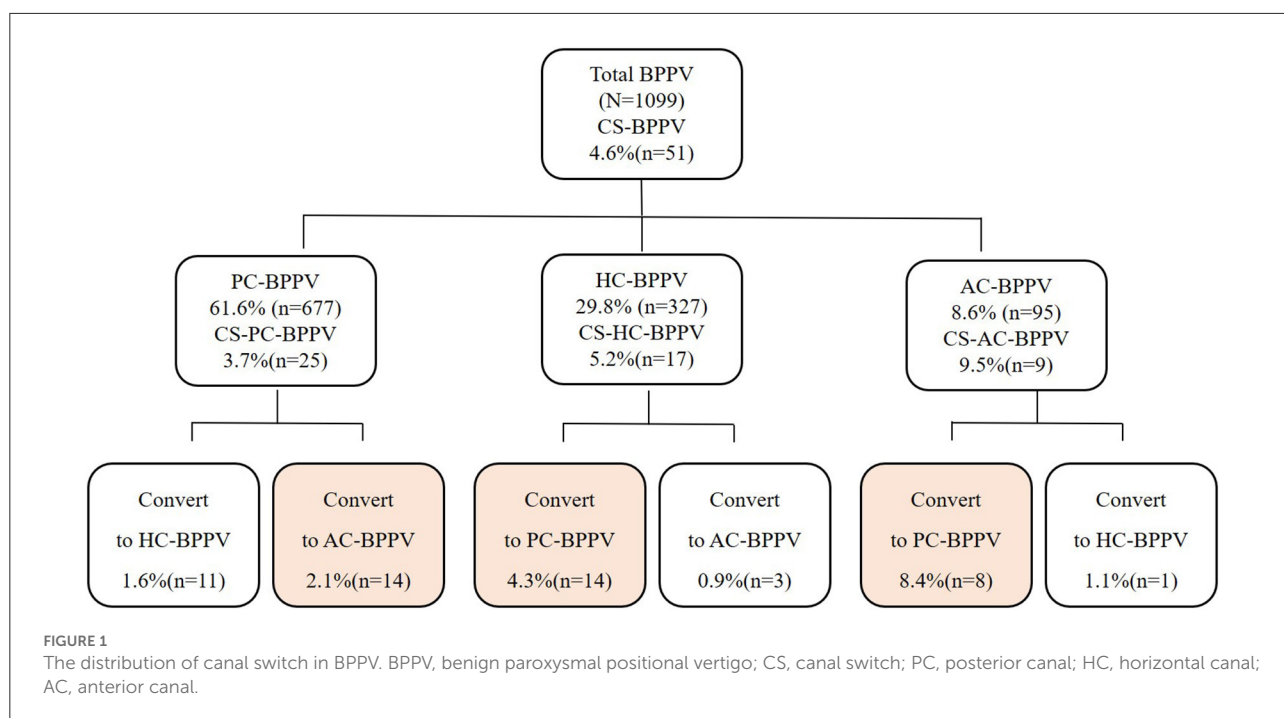 Total BPPV
(N=1099)
CS-BPPV
4.6%(n=51)
PC-BPPV
61.6% (n=677)
CS-PC-BPPV
3.7%(n=25)
HC-BPPV
29.8% (n=327)
CS-HC-BPPV
5.2%(n=17)
AC-BPPV
8.6% (n=95)
CS-AC-BPPV
9.5%(n=9)
Convert
to HC-BPPV
1.6%(n=11)
Convert
to AC-BPPV
2.1%(n=14)
Convert
to PC-BPPV
4.3%(n=14)
Convert
to AC-BPPV
0.9%(n=3)
Convert
to PC-BPPV
8.4%(n=8)
Convert
to HC-BPPV
1.1%(n=1)
FIGURE 1
The distribution of canal switch in BPPV. BPPV, benign paroxysmal positional vertigo; CS, canal switch; PC, posterior canal; HC, horizontal canal;
AC, anterior canal.